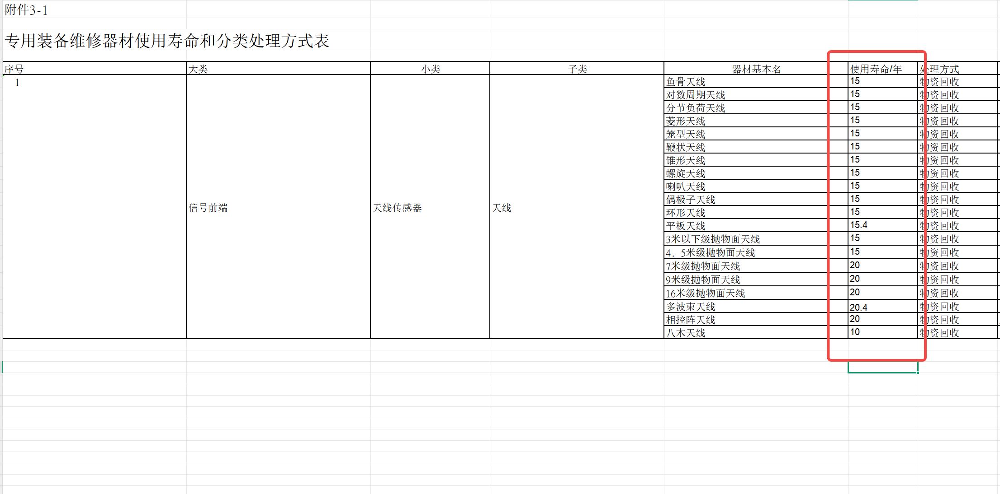 附件3-1
专用装备维修器材使用寿命和分类处理方式表
序号 大类 小类 子类 器材基本名 使用寿命/年 处理方式
1 信号前端 天线传感器 天线
鱼骨天线 15 物资回收
对数周期天线 15 物资回收
分节负荷天线 15 物资回收
菱形天线 15 物资回收
笼型天线 15 物资回收
鞭状天线 15 物资回收
锥形天线 15 物资回收
螺旋天线 15 物资回收
喇叭天线 15 物资回收
偶极子天线 15 物资回收
环形天线 15 物资回收
平板天线 15.4 物资回收
3米以下级抛物面天线 15 物资回收
4．5米级抛物面天线 15 物资回收
7米级抛物面天线 20 物资回收
9米级抛物面天线 20 物资回收
16米级抛物面天线 20 物资回收
多波束天线 20.4 物资回收
相控阵天线 20 物资回收
八木天线 10 物资回收